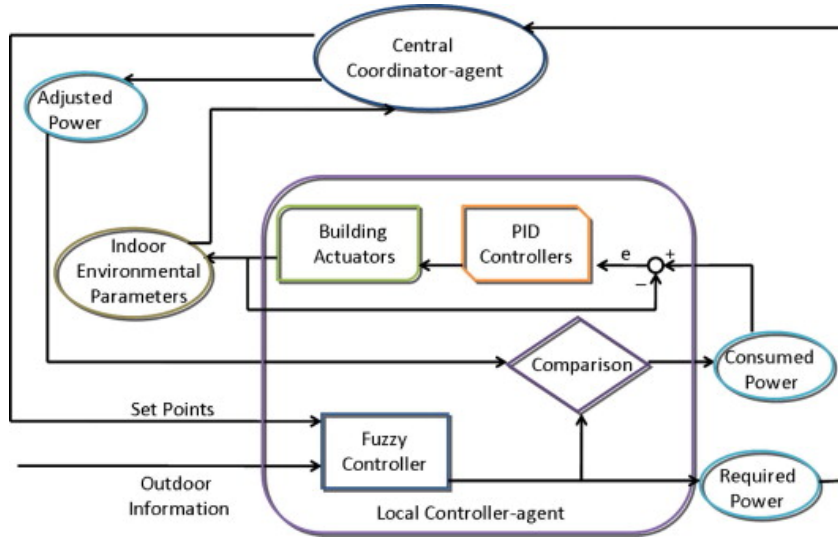 Central
Coordinator-agent
Adjusted
Power
Building
Actuators
PID
Controllers
e
+
−
Indoor
Environmental
Parameters
Comparison
Consumed
Power
Set Points
Fuzzy
Controller
Outdoor
Information
Required
Power
Local Controller-agent